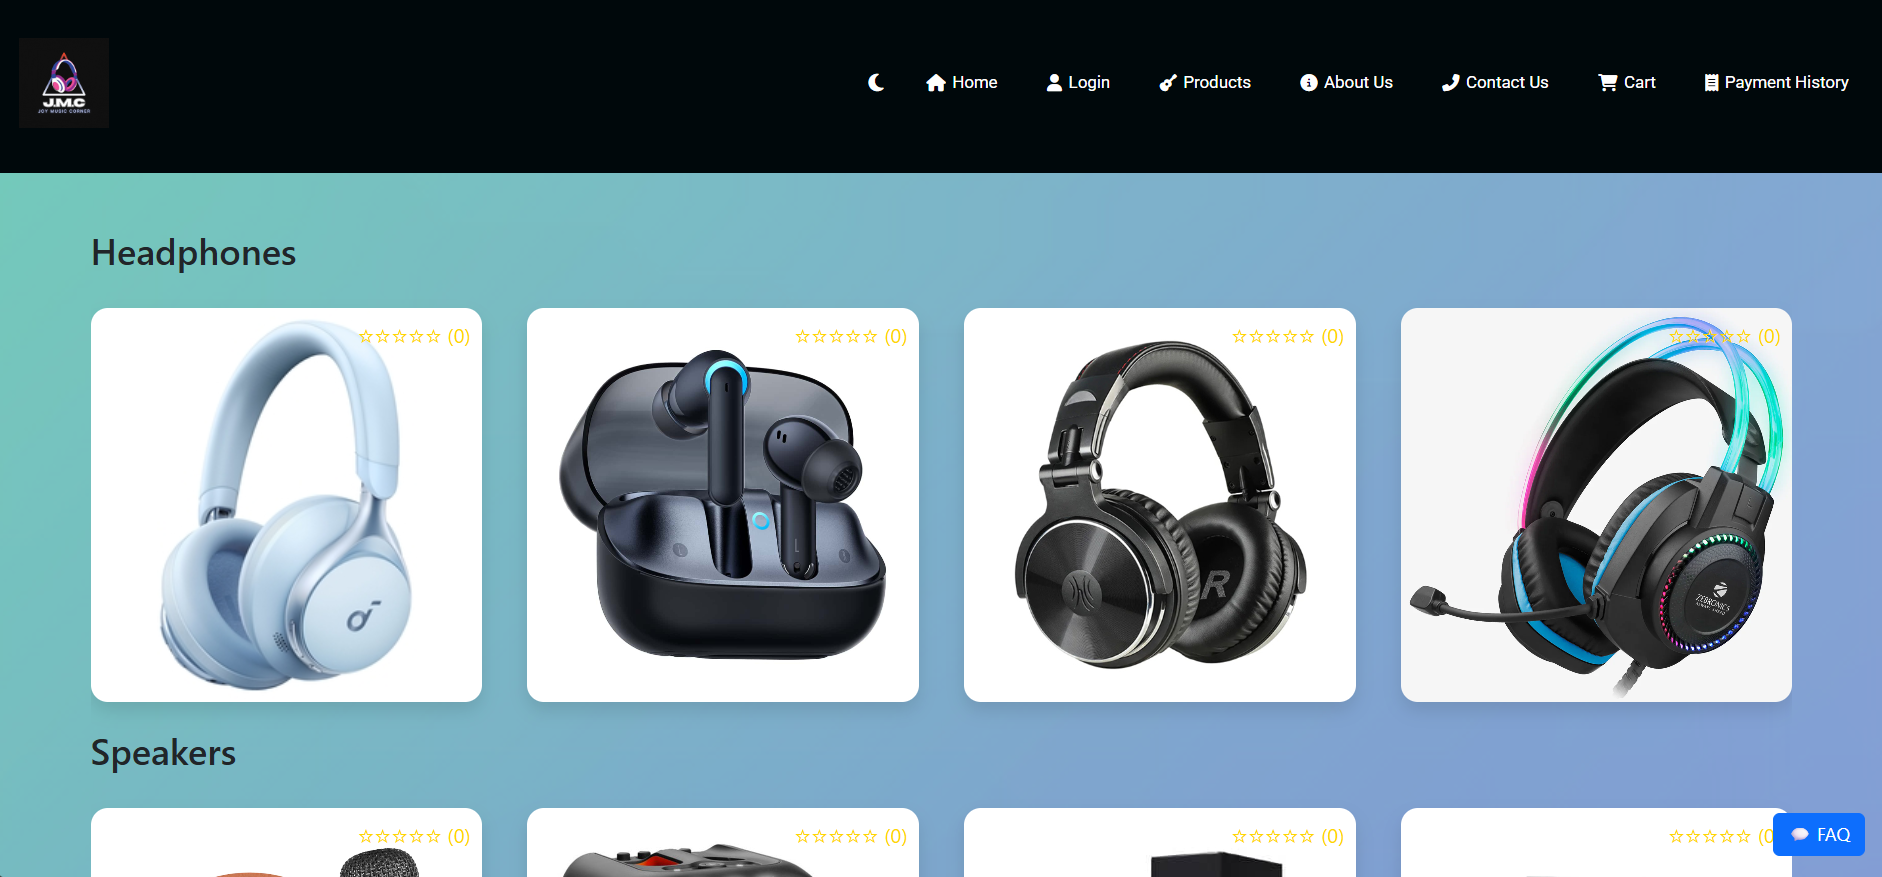 J.M.C
JOY MUSIC CORNER
Home
Login
Products
About Us
Contact Us
Cart
Payment History
Headphones
☆☆☆☆☆ (0)
☆☆☆☆☆ (0)
☆☆☆☆☆ (0)
☆☆☆☆☆ (0)
L
R
ZEBRONICS
Speakers
☆☆☆☆☆ (0)
☆☆☆☆☆ (0)
☆☆☆☆☆ (0)
☆☆☆☆☆ (0
FAQ